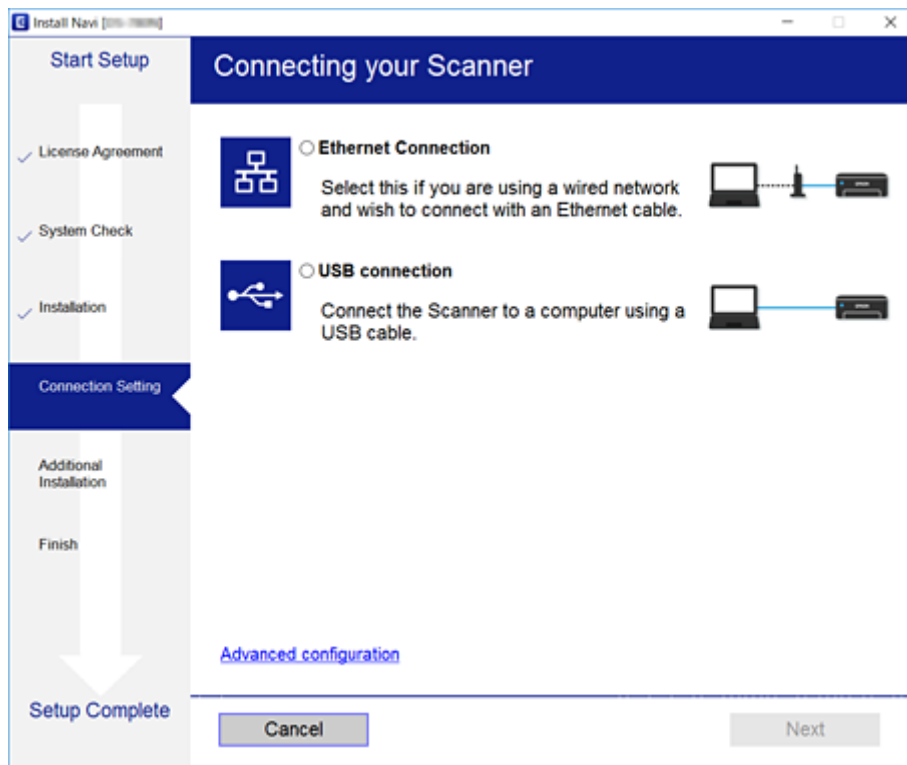 Install Navi
Start Setup
Connecting your Scanner
License Agreement
System Check
Installation
Connection Setting
Additional
Installation
Finish
Setup Complete
Ethernet Connection
Select this if you are using a wired network
and wish to connect with an Ethernet cable.
USB connection
Connect the Scanner to a computer using a
USB cable.
Advanced configuration
Cancel
Next